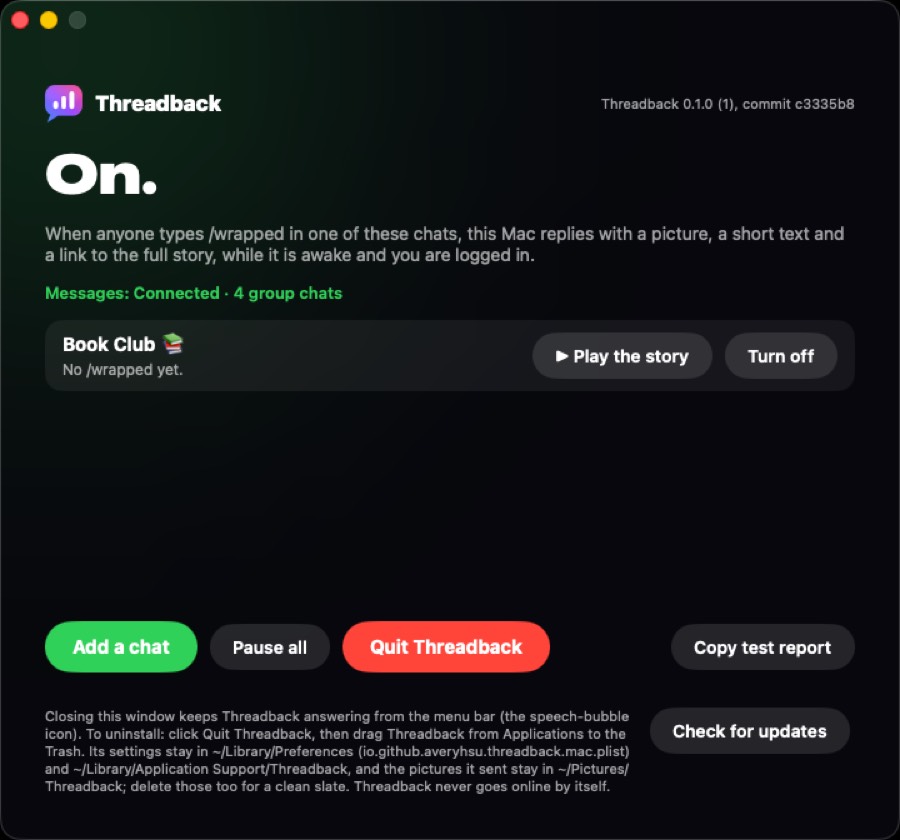 Threadback
Threadback 0.1.0 (1), commit c3335b8
On.
When anyone types /wrapped in one of these chats, this Mac replies with a picture, a short text and
a link to the full story, while it is awake and you are logged in.
Messages: Connected · 4 group chats
Book Club 📚
No /wrapped yet.
▶ Play the story
Turn off
Add a chat
Pause all
Quit Threadback
Copy test report
Closing this window keeps Threadback answering from the menu bar (the speech-bubble
icon). To uninstall: click Quit Threadback, then drag Threadback from Applications to the
Trash. Its settings stay in ~/Library/Preferences (io.github.averyhsu.threadback.mac.plist)
and ~/Library/Application Support/Threadback, and the pictures it sent stay in ~/Pictures/
Threadback; delete those too for a clean slate. Threadback never goes online by itself.
Check for updates